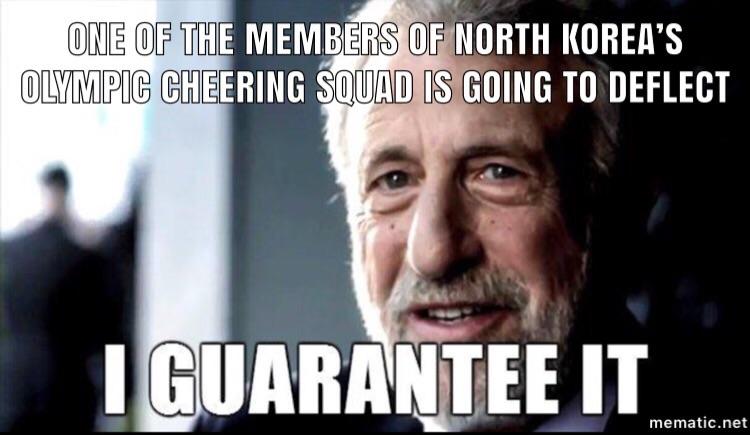 ONE OF THE MEMBERS OF NORTH KOREA'S
OLYMPIC CHEERING SQUAD IS GOING TO DEFLECT
I GUARANTEE IT
mematic.net